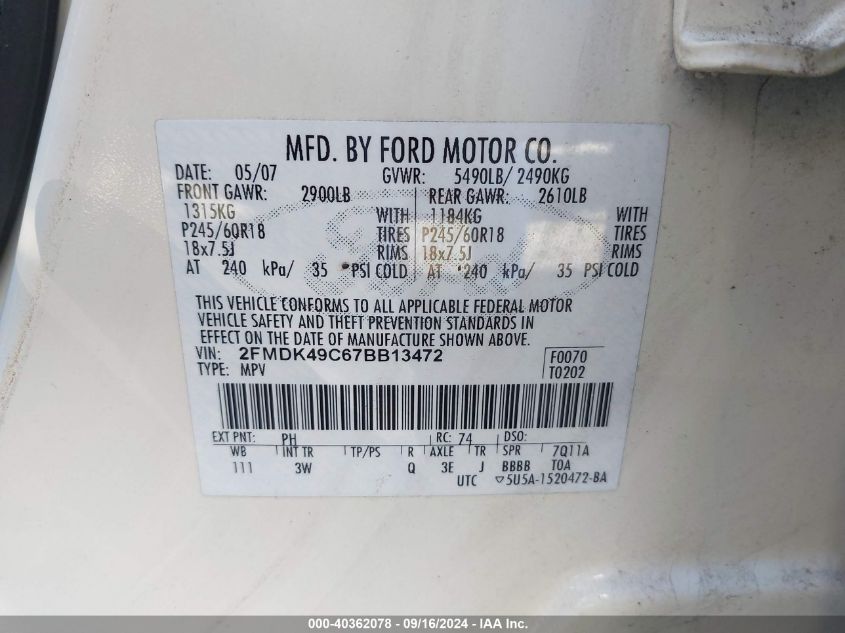 MFD. BY FORD MOTOR CO.
DATE: 05/07 GVWR: 5490LB/ 2490KG
FRONT GAWR: 2900LB REAR GAWR: 2610LB
1315KG WITH 1184KG WITH
P245/60R18 TIRES P245/60R18 TIRES
18x7.5J RIMS 18x7.5J RIMS
AT 240 kPa/ 35 PSI COLD AT 240 kPa/ 35 PSI COLD
THIS VEHICLE CONFORMS TO ALL APPLICABLE FEDERAL MOTOR
VEHICLE SAFETY AND THEFT PREVENTION STANDARDS IN
EFFECT ON THE DATE OF MANUFACTURE SHOWN ABOVE.
VIN: 2FMDK49C67BB13472 F0070
TYPE: MPV T0202
EXT PNT: PH RC: 74 DSO:
WB INT TR TP/PS R AXLE TR SPR 7Q11A
111 3W Q 3E J BBBB TOA
UTC ▽5U5A-1520472-BA
000-40362078 - 09/16/2024 - IAA Inc.